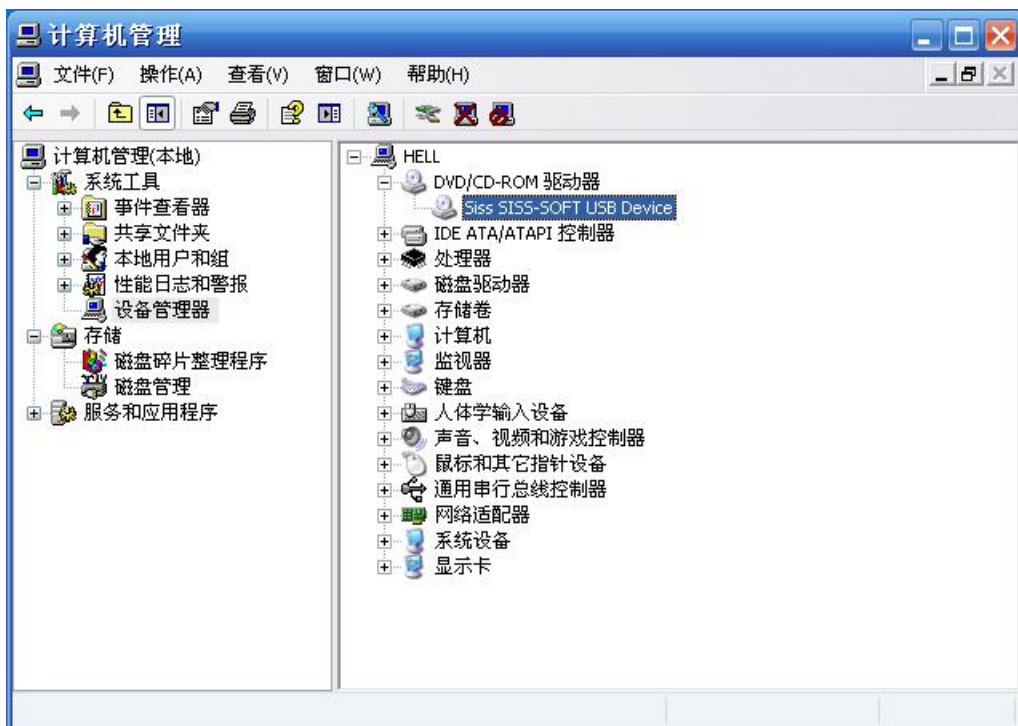 计算机管理
文件(F) 操作(A) 查看(V) 窗口(W) 帮助(H)
计算机管理(本地)
系统工具
事件查看器
共享文件夹
本地用户和组
性能日志和警报
设备管理器
存储
磁盘碎片整理程序
磁盘管理
服务和应用程序
HELL
DVD/CD-ROM 驱动器
Siss SISS-SOFT USB Device
IDE ATA/ATAPI 控制器
处理器
磁盘驱动器
存储卷
计算机
监视器
键盘
人体学输入设备
声音、视频和游戏控制器
鼠标和其它指针设备
通用串行总线控制器
网络适配器
系统设备
显示卡